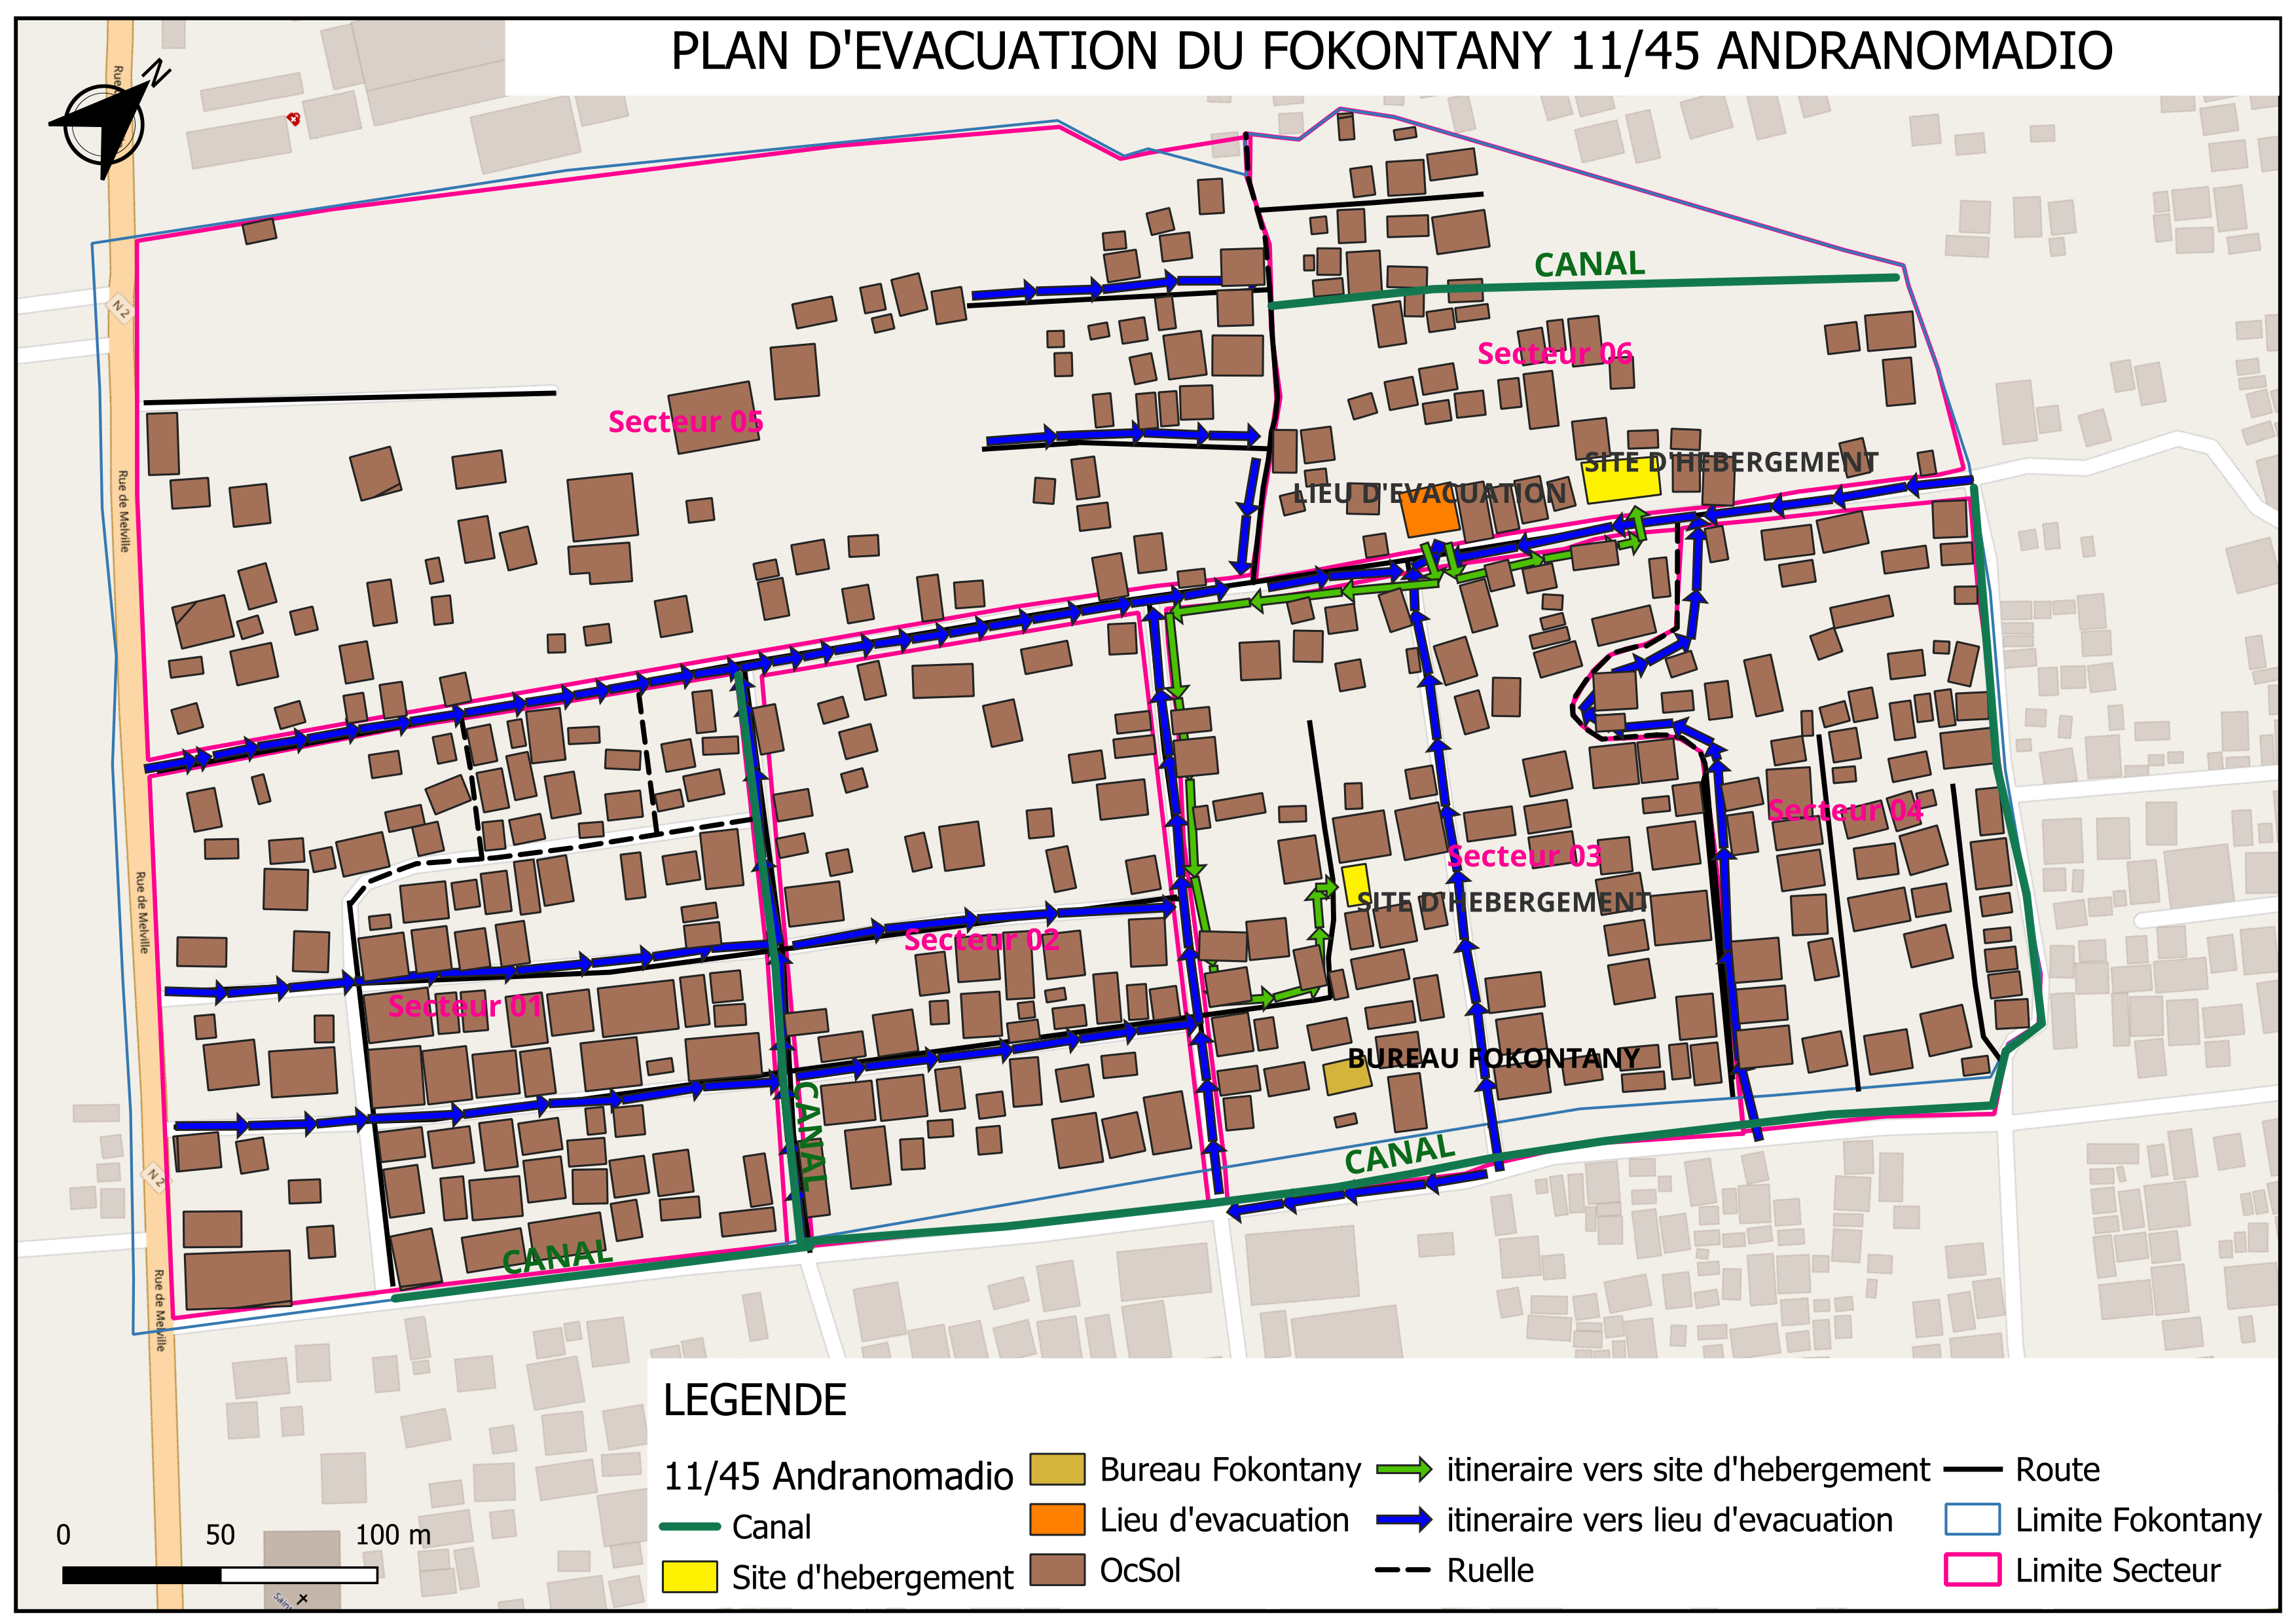 PLAN D'EVACUATION DU FOKONTANY 11/45 ANDRANOMADIO
N
N 2
CANAL
Secteur 06
Secteur 05
SITE D'HEBERGEMENT
LIEU D'EVACUATION
Rue de Melville
Secteur 04
Secteur 03
SITE D'HEBERGEMENT
Rue de Melville
Secteur 02
Secteur 01
BUREAU FOKONTANY
CANAL
CANAL
N 2
CANAL
Rue de Melville
LEGENDE
11/45 Andranomadio
Canal
Site d'hebergement
Bureau Fokontany
Lieu d'evacuation
OcSol
itineraire vers site d'hebergement
itineraire vers lieu d'evacuation
Ruelle
Route
Limite Fokontany
Limite Secteur
0 50 100 m